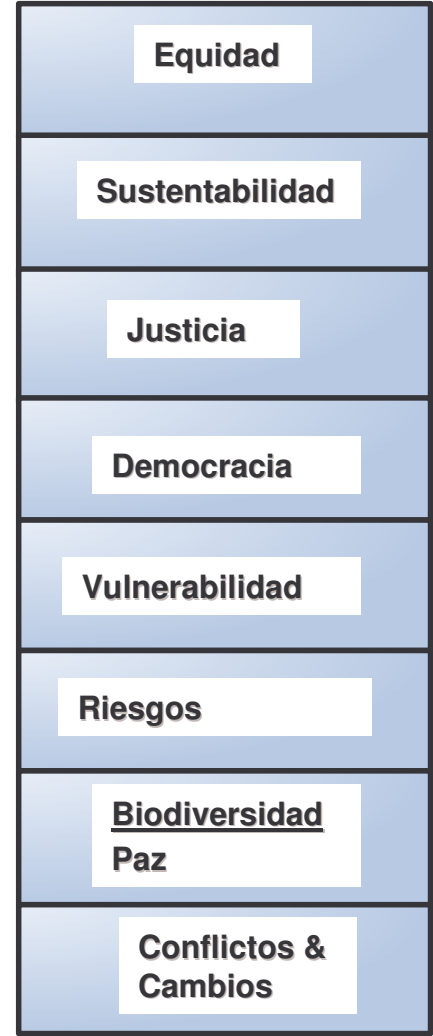 Equidad
Sustentabilidad
Justicia
Democracia
Vulnerabilidad
Riesgos
Biodiversidad
Paz
Conflictos &
Cambios